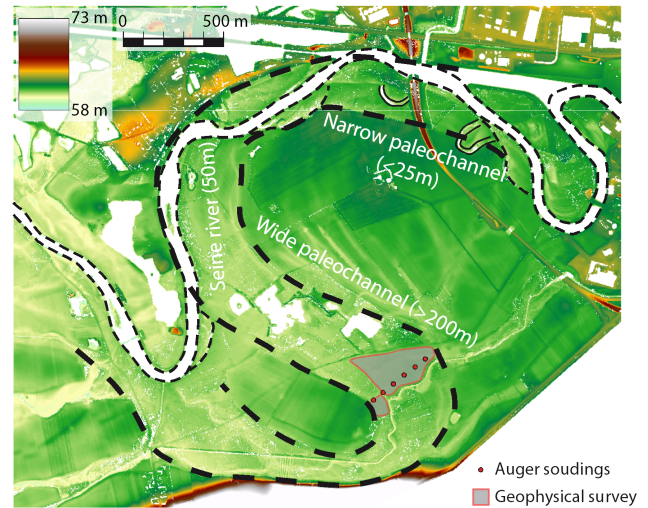 73 m
0 500 m
58 m
Narrow paleochannel
(<25m)
Seine river (50m)
Wide paleochannel (>200m)
Auger soudings
Geophysical survey